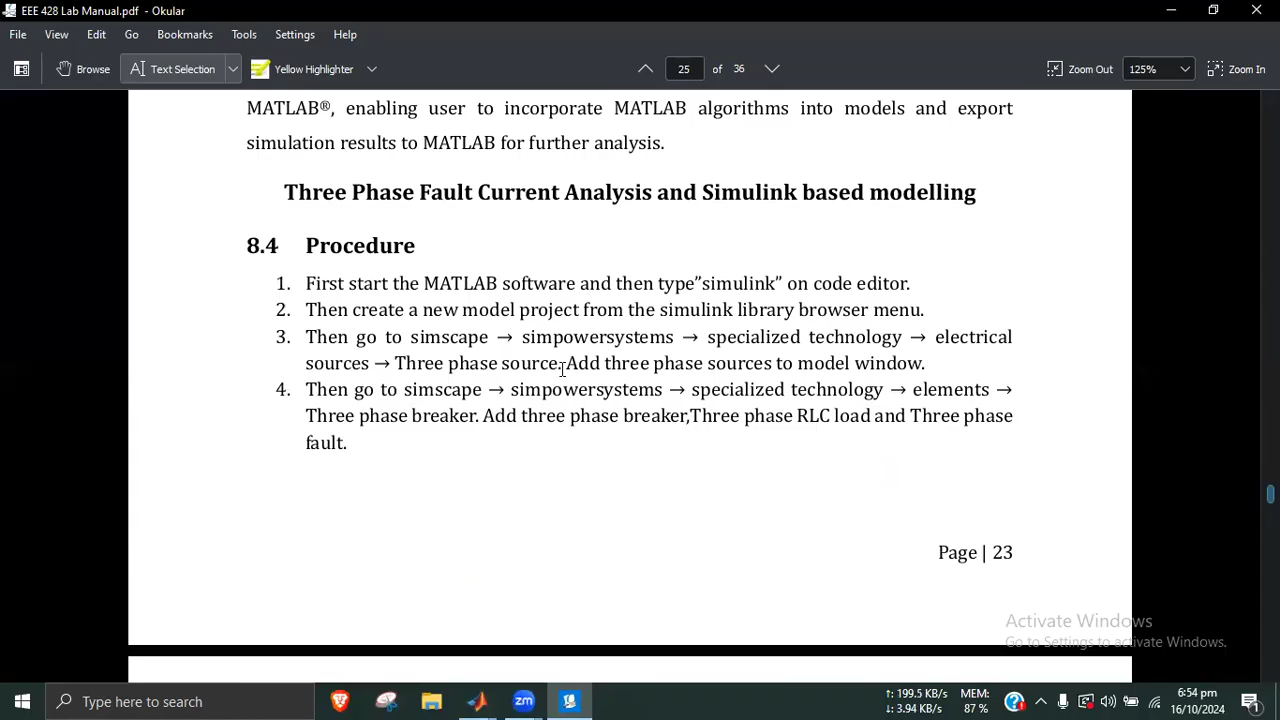 EEE 428 Lab Manual.pdf - Okular
File View Edit Go Bookmarks Tools Settings Help
Browse Text Selection Yellow Highlighter 25 of 36 Zoom Out 125% Zoom In
MATLAB®, enabling user to incorporate MATLAB algorithms into models and export
simulation results to MATLAB for further analysis.
Three Phase Fault Current Analysis and Simulink based modelling
8.4 Procedure
1. First start the MATLAB software and then type”simulink” on code editor.
2. Then create a new model project from the simulink library browser menu.
3. Then go to simscape → simpowersystems → specialized technology → electrical
sources → Three phase source. Add three phase sources to model window.
4. Then go to simscape → simpowersystems → specialized technology → elements →
Three phase breaker. Add three phase breaker,Three phase RLC load and Three phase
fault.
Page | 23
Activate Windows
Go to Settings to activate Windows.
Type here to search
zm
t: 199.5 KB/s
l: 3.94 KB/s
MEM:
87 %
6:54 pm
16/10/2024
1